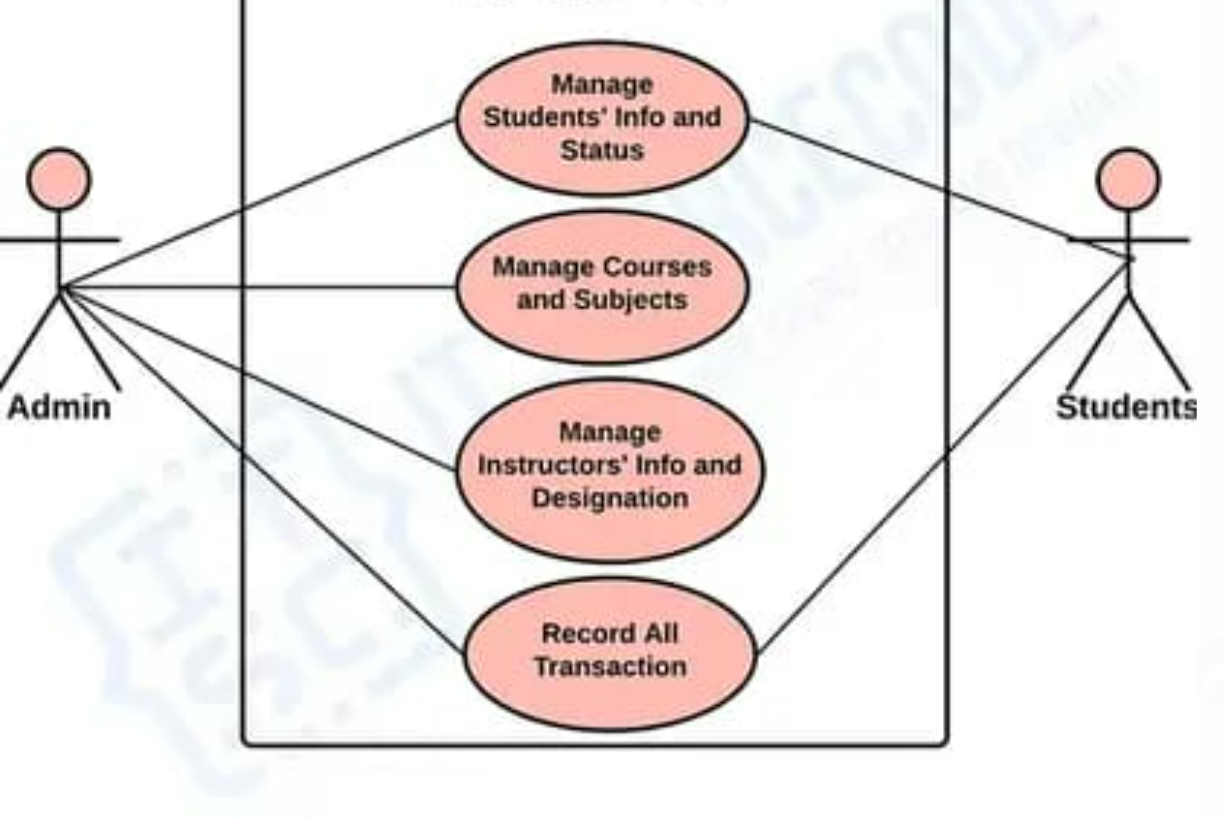 Manage
Students' Info and
Status
Manage Courses
and Subjects
Manage
Instructors' Info and
Designation
Record All
Transaction
Admin
Students